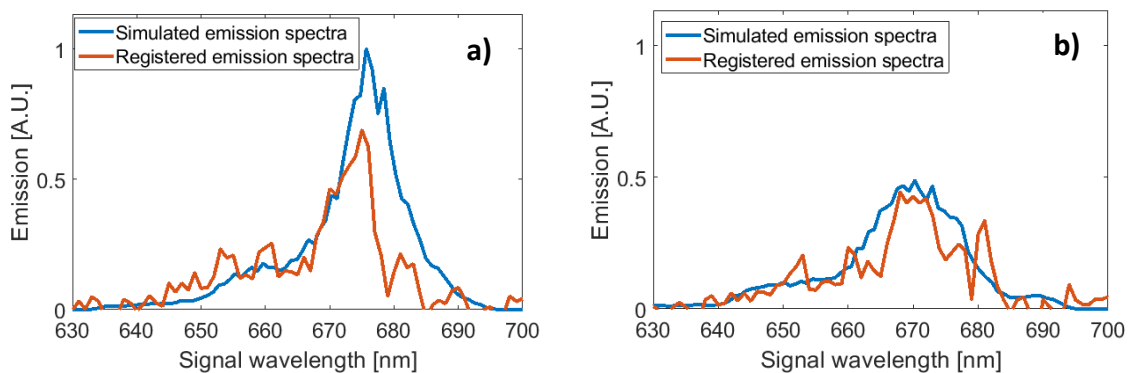 Simulated emission spectra
Registered emission spectra
a)
1
0.5
0
Emission [A.U.]
630 640 650 660 670 680 690 700
Signal wavelength [nm]
Simulated emission spectra
Registered emission spectra
b)
1
0.5
0
Emission [A.U.]
630 640 650 660 670 680 690 700
Signal wavelength [nm]